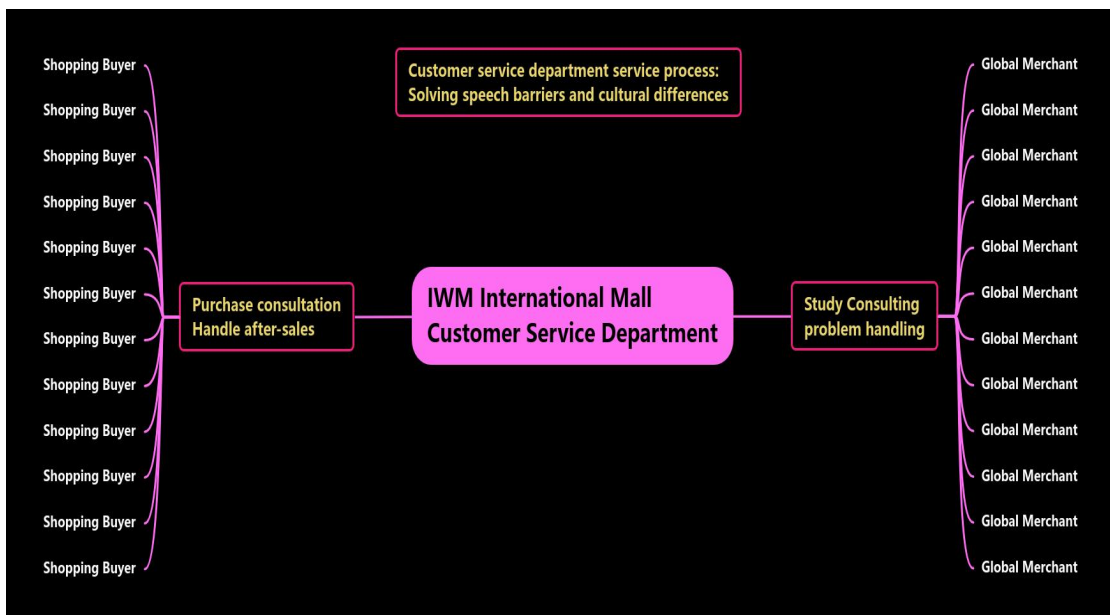 Customer service department service process:
Solving speech barriers and cultural differences
Shopping Buyer
Shopping Buyer
Shopping Buyer
Shopping Buyer
Shopping Buyer
Shopping Buyer
Shopping Buyer
Shopping Buyer
Shopping Buyer
Shopping Buyer
Shopping Buyer
Shopping Buyer
Purchase consultation
Handle after-sales
IWM International Mall
Customer Service Department
Study Consulting
problem handling
Global Merchant
Global Merchant
Global Merchant
Global Merchant
Global Merchant
Global Merchant
Global Merchant
Global Merchant
Global Merchant
Global Merchant
Global Merchant
Global Merchant